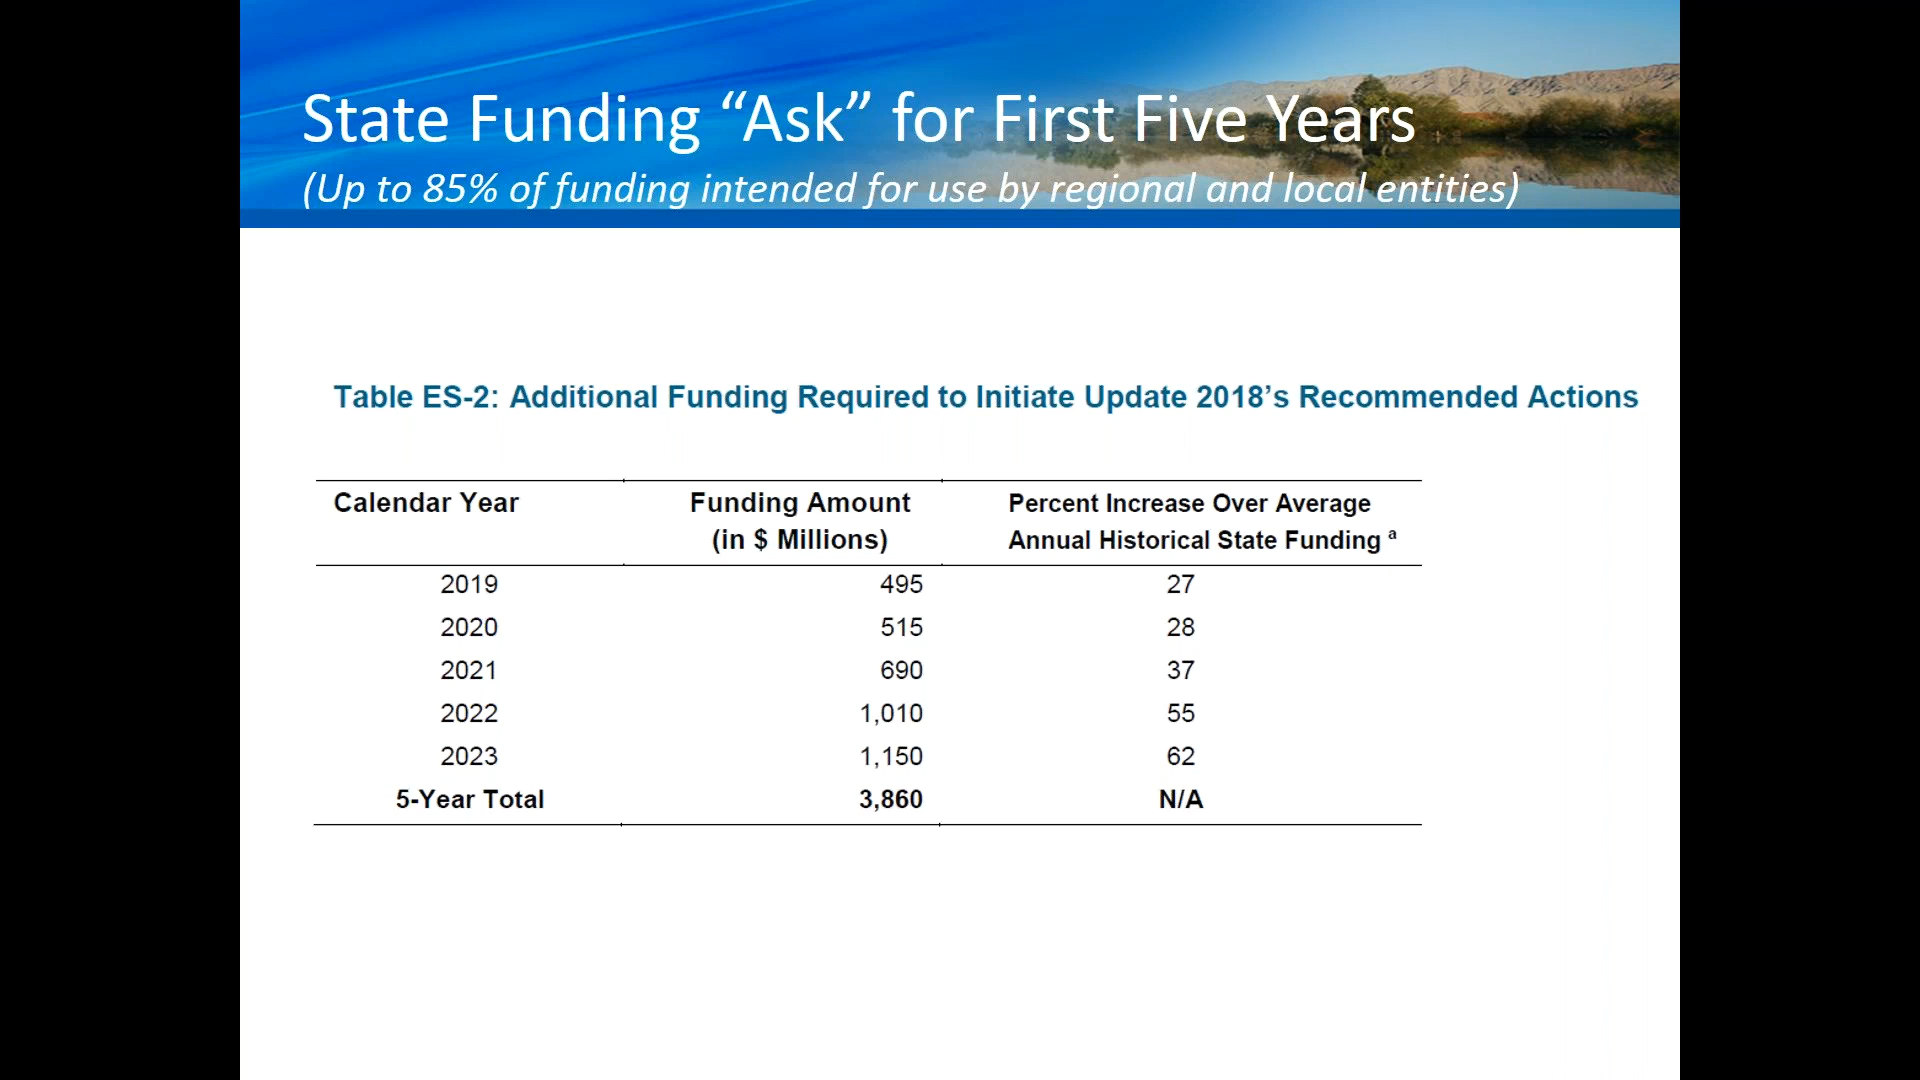 State Funding “Ask” for First Five Years
(Up to 85% of funding intended for use by regional and local entities)
Table ES-2: Additional Funding Required to Initiate Update 2018’s Recommended Actions
Calendar Year Funding Amount (in $ Millions) Percent Increase Over Average Annual Historical State Funding ª
2019 495 27
2020 515 28
2021 690 37
2022 1,010 55
2023 1,150 62
5-Year Total 3,860 N/A